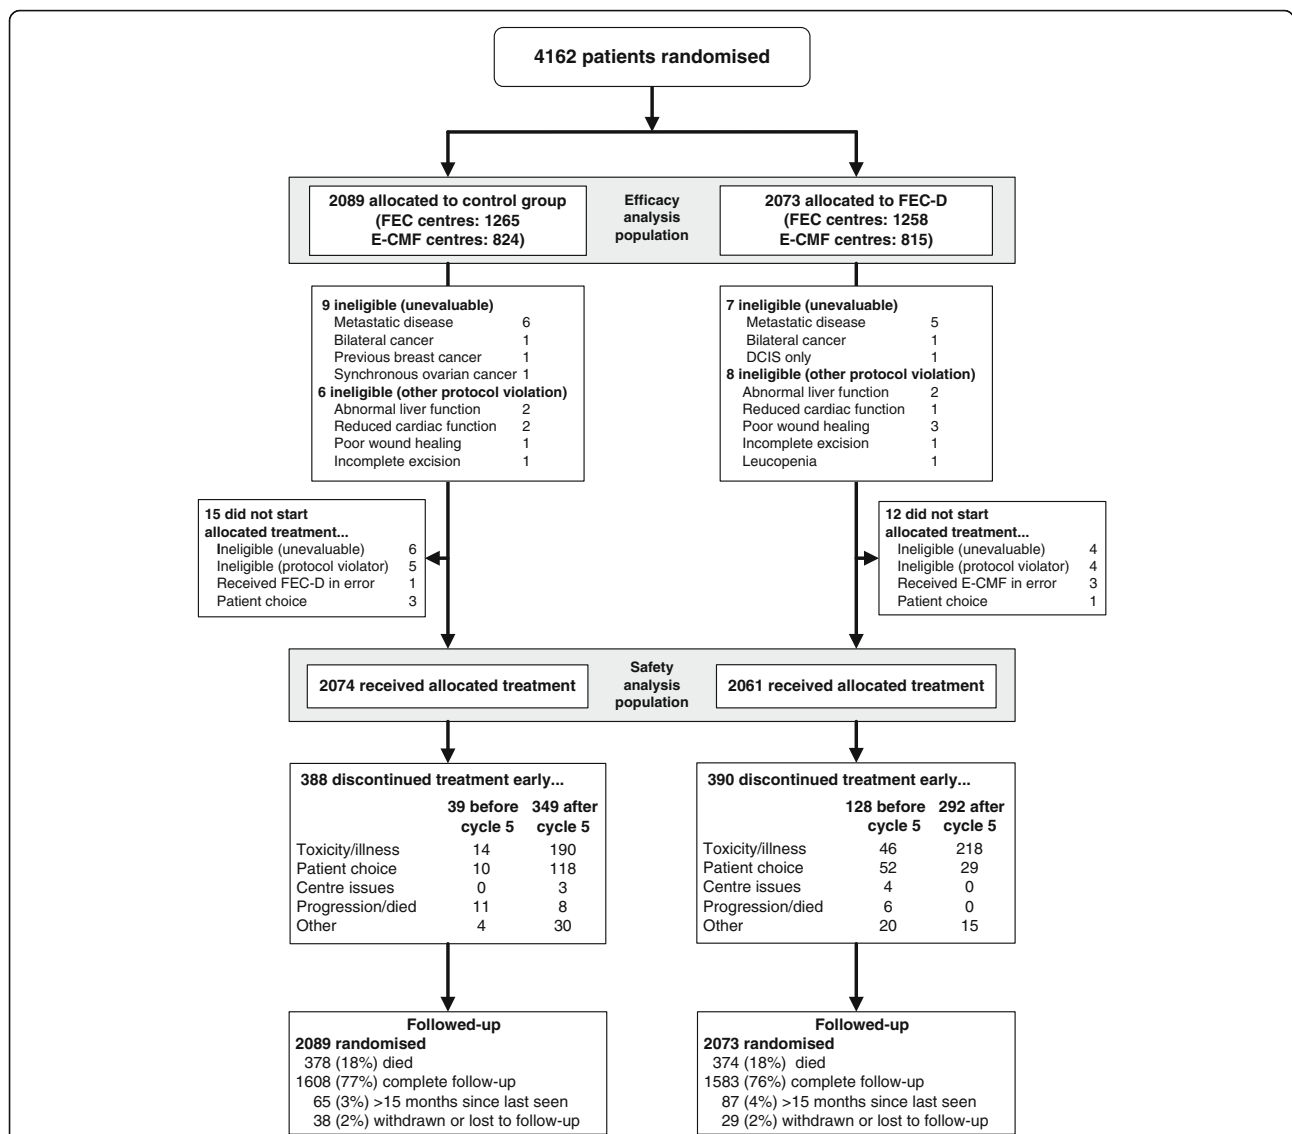 4162 patients randomised
2089 allocated to control group
(FEC centres: 1265
E-CMF centres: 824)
Efficacy
analysis
population
2073 allocated to FEC-D
(FEC centres: 1258
E-CMF centres: 815)
9 ineligible (unevaluable)
Metastatic disease 6
Bilateral cancer 1
Previous breast cancer 1
Synchronous ovarian cancer 1
6 ineligible (other protocol violation)
Abnormal liver function 2
Reduced cardiac function 2
Poor wound healing 1
Incomplete excision 1
7 ineligible (unevaluable)
Metastatic disease 5
Bilateral cancer 1
DCIS only 1
8 ineligible (other protocol violation)
Abnormal liver function 2
Reduced cardiac function 1
Poor wound healing 3
Incomplete excision 1
Leucopenia 1
15 did not start
allocated treatment...
Ineligible (unevaluable) 6
Ineligible (protocol violator) 5
Received FEC-D in error 1
Patient choice 3
12 did not start
allocated treatment...
Ineligible (unevaluable) 4
Ineligible (protocol violator) 4
Received E-CMF in error 3
Patient choice 1
2074 received allocated treatment
Safety
analysis
population
2061 received allocated treatment
388 discontinued treatment early...
39 before 349 after
cycle 5 cycle 5
Toxicity/illness 14 190
Patient choice 10 118
Centre issues 0 3
Progression/died 11 8
Other 4 30
390 discontinued treatment early...
128 before 292 after
cycle 5 cycle 5
Toxicity/illness 46 218
Patient choice 52 29
Centre issues 4 0
Progression/died 6 0
Other 20 15
Followed-up
2089 randomised
378 (18%) died
1608 (77%) complete follow-up
65 (3%) >15 months since last seen
38 (2%) withdrawn or lost to follow-up
Followed-up
2073 randomised
374 (18%) died
1583 (76%) complete follow-up
87 (4%) >15 months since last seen
29 (2%) withdrawn or lost to follow-up